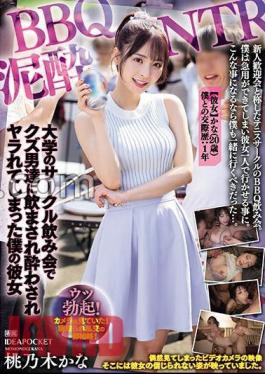 BBQ NTR
泥酔
新人歓迎会と称したテニスサークルのBBQ飲み会…
僕は急用ができてしまい彼女一人で行かせる事に。
こんな事になるなら僕も一緒に行くべきだった…
【彼女】かな(20歳)
僕との交際歴:1年
大学のサークル飲み会で
クズ男達に飲まされ酔わされ
ヤラれてしまった僕の彼女
ウツ
勃起!
IDEAPOCKET
桃乃木かな
MOMONOGI KANA
偶然見てしまったビデオカメラの映像
そこには彼女の信じられない姿が映っていました。